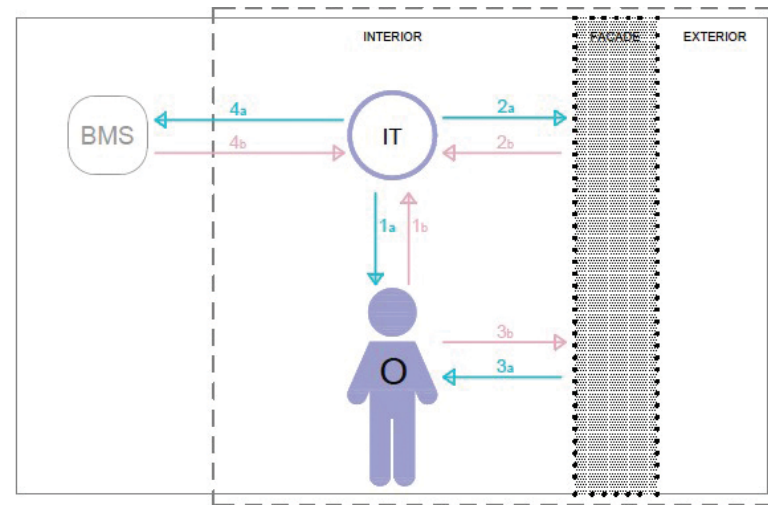 INTERIOR
FACADE
EXTERIOR
BMS
4a
4b
IT
2a
2b
1a
1b
O
3b
3a